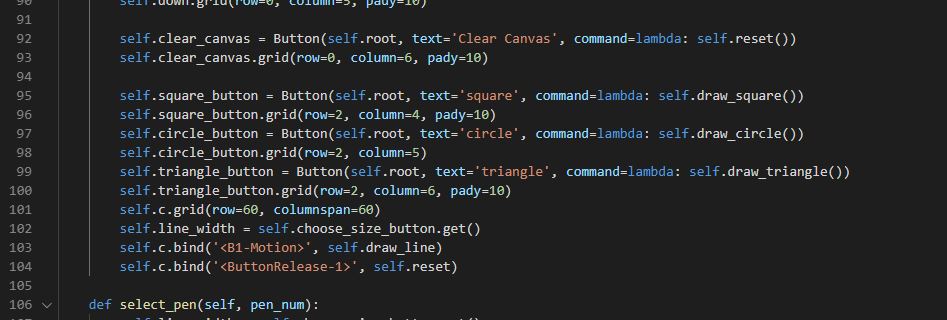 90 self.down.grid(row=0, column=5, pady=10)
91
92 self.clear_canvas = Button(self.root, text='Clear Canvas', command=lambda: self.reset())
93 self.clear_canvas.grid(row=0, column=6, pady=10)
94
95 self.square_button = Button(self.root, text='square', command=lambda: self.draw_square())
96 self.square_button.grid(row=2, column=4, pady=10)
97 self.circle_button = Button(self.root, text='circle', command=lambda: self.draw_circle())
98 self.circle_button.grid(row=2, column=5)
99 self.triangle_button = Button(self.root, text='triangle', command=lambda: self.draw_triangle())
100 self.triangle_button.grid(row=2, column=6, pady=10)
101 self.c.grid(row=60, columnspan=60)
102 self.line_width = self.choose_size_button.get()
103 self.c.bind('<B1-Motion>', self.draw_line)
104 self.c.bind('<ButtonRelease-1>', self.reset)
105
106 def select_pen(self, pen_num):